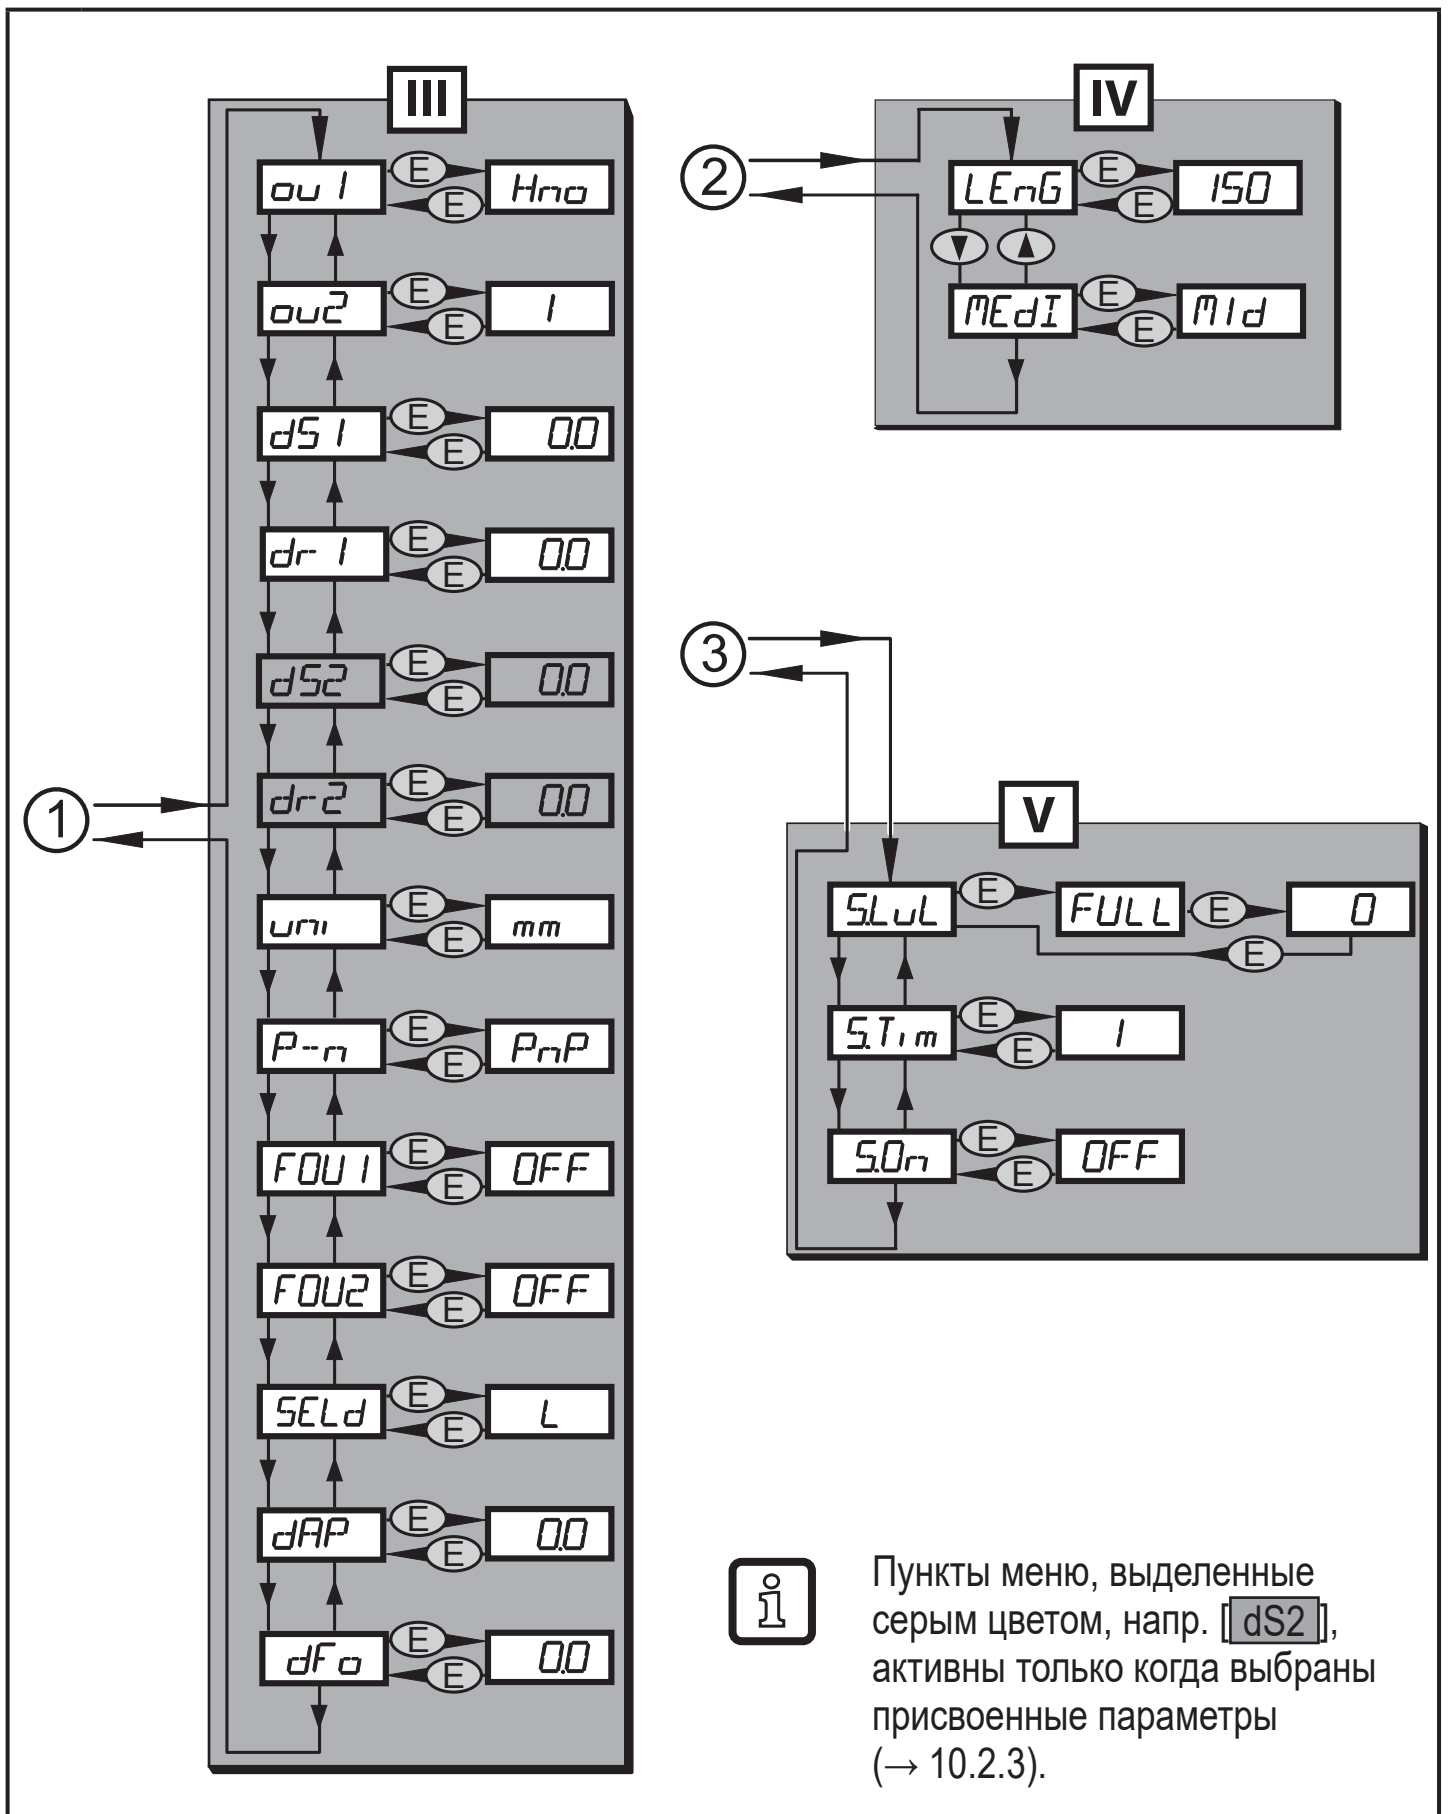 III
ou1 E Hno
E
ou2 E 1
E
dS1 E 0.0
E
dr1 E 0.0
E
dS2 E 0.0
E
dr2 E 0.0
E
uni E mm
E
P-n E PnP
E
FOU1 E OFF
E
FOU2 E OFF
E
SELd E L
E
dAP E 0.0
E
dFo E 0.0
E
1
IV
2
LEnG E 150
E
MEdI E MId
E
3
V
S.LvL E FULL E 0
E
S.Tim E 1
E
S.On E OFF
E
Пункты меню, выделенные
серым цветом, напр. [ dS2 ],
активны только когда выбраны
присвоенные параметры
(→ 10.2.3).